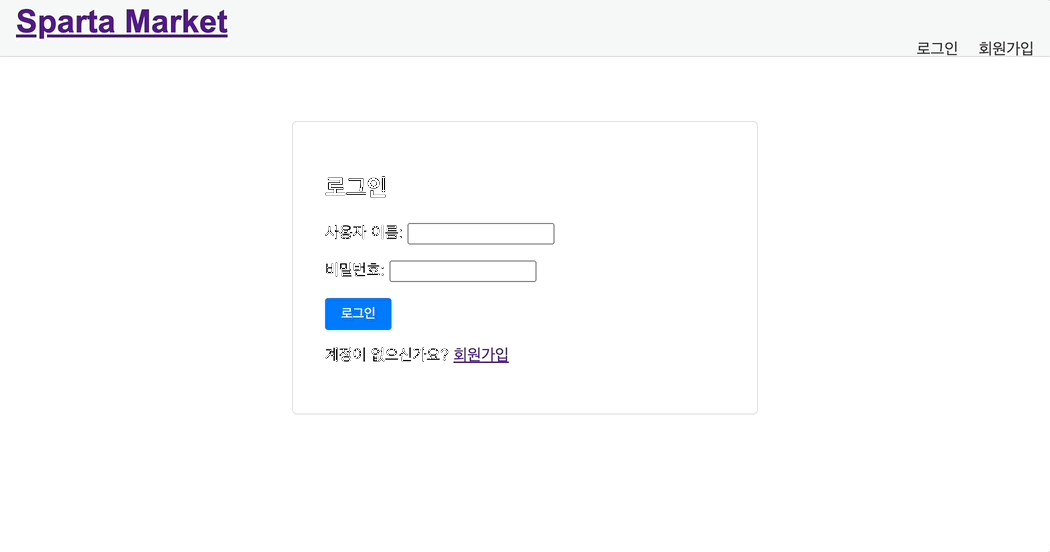 Sparta Market
로그인 회원가입
로그인
사용자 이름:
비밀번호:
로그인
계정이 없으신가요? 회원가입